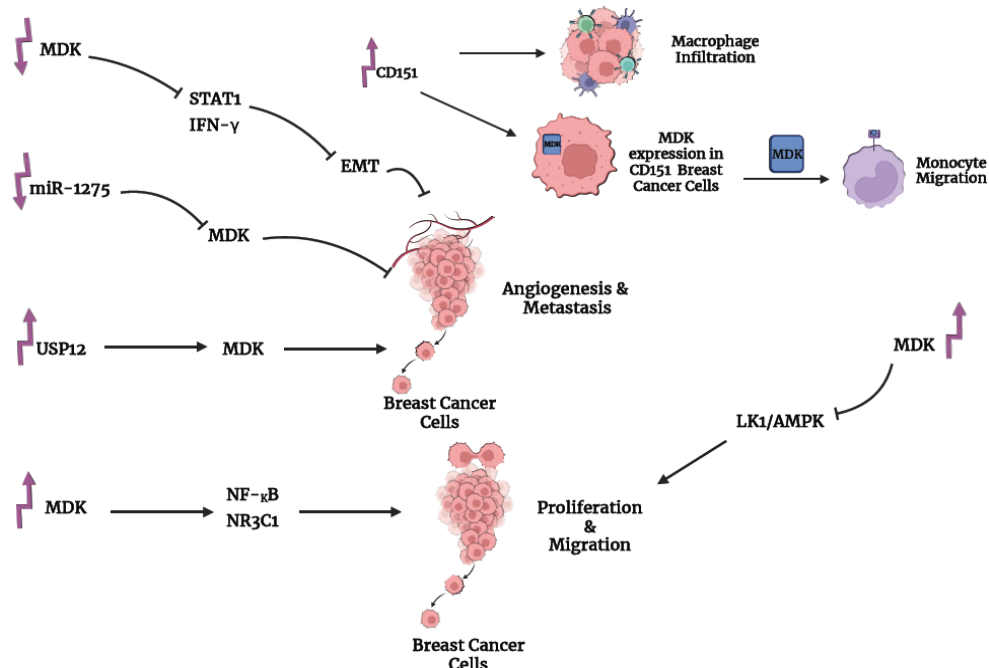 MDK
CD151
Macrophage
Infiltration
STAT1
IFN-γ
EMT
MDK
MDK
expression in
CD151 Breast
Cancer Cells
MDK
Monocyte
Migration
miR-1275
MDK
Angiogenesis &
Metastasis
USP12
MDK
Breast Cancer
Cells
MDK
LK1/AMPK
MDK
NF-κB
NR3C1
Proliferation
&
Migration
Breast Cancer
Cells